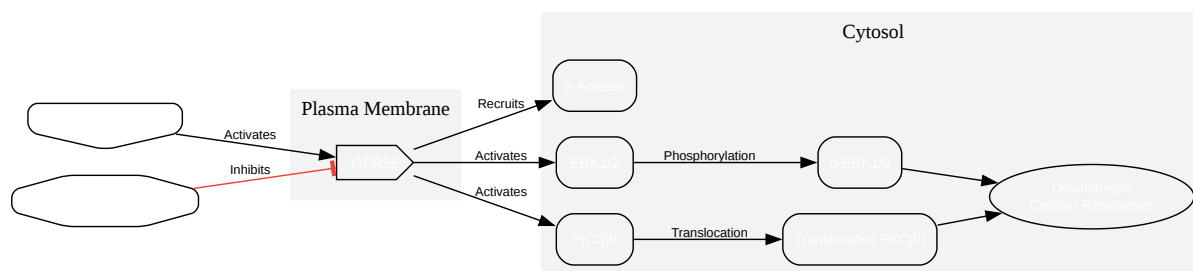 Cytosol
Plasma Membrane
β-Arrestin
Recruits
Activates
GPR55
Inhibits
Activates
ERK1/2
Phosphorylation
p-ERK1/2
Activates
PKCβII
Translocation
Translocated PKCβII
Downstream
Cellular Responses